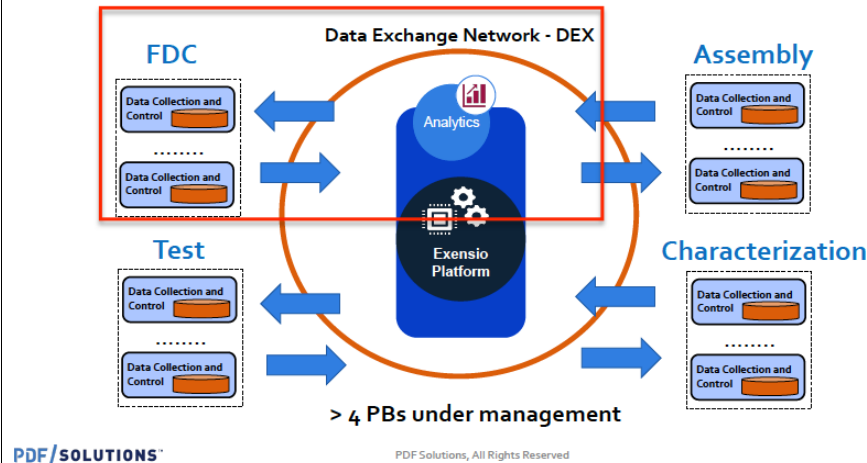 Data Exchange Network - DEX
FDC
Data Collection and
Control
........
Data Collection and
Control
Analytics
Exensio
Platform
Assembly
Data Collection and
Control
........
Data Collection and
Control
Test
Data Collection and
Control
........
Data Collection and
Control
Characterization
Data Collection and
Control
........
Data Collection and
Control
> 4 PBs under management
PDF/SOLUTIONS™
PDF Solutions, All Rights Reserved